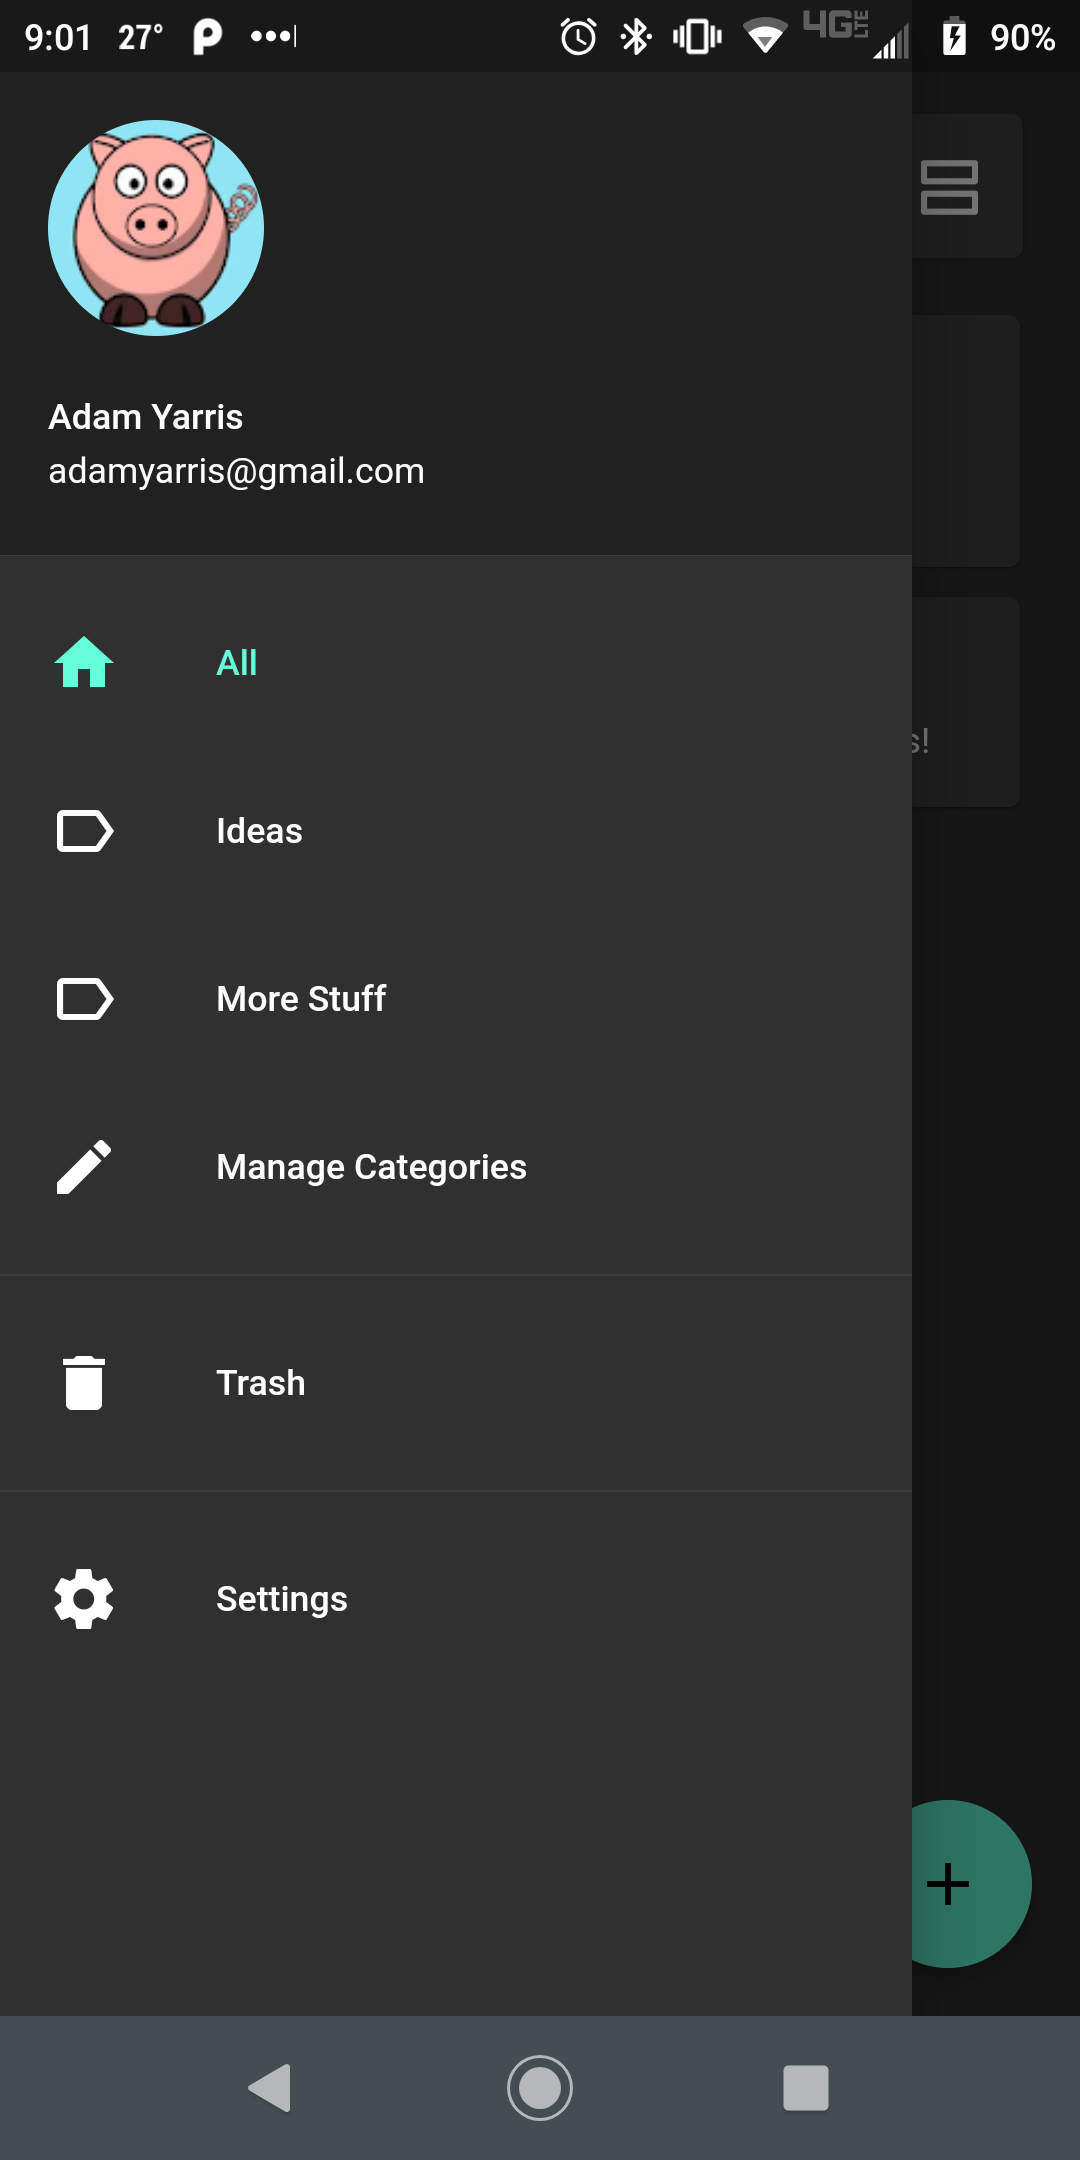 9:01 27° 4G LTE 90%
Adam Yarris
adamyarris@gmail.com
All
Ideas
s!
More Stuff
Manage Categories
Trash
Settings